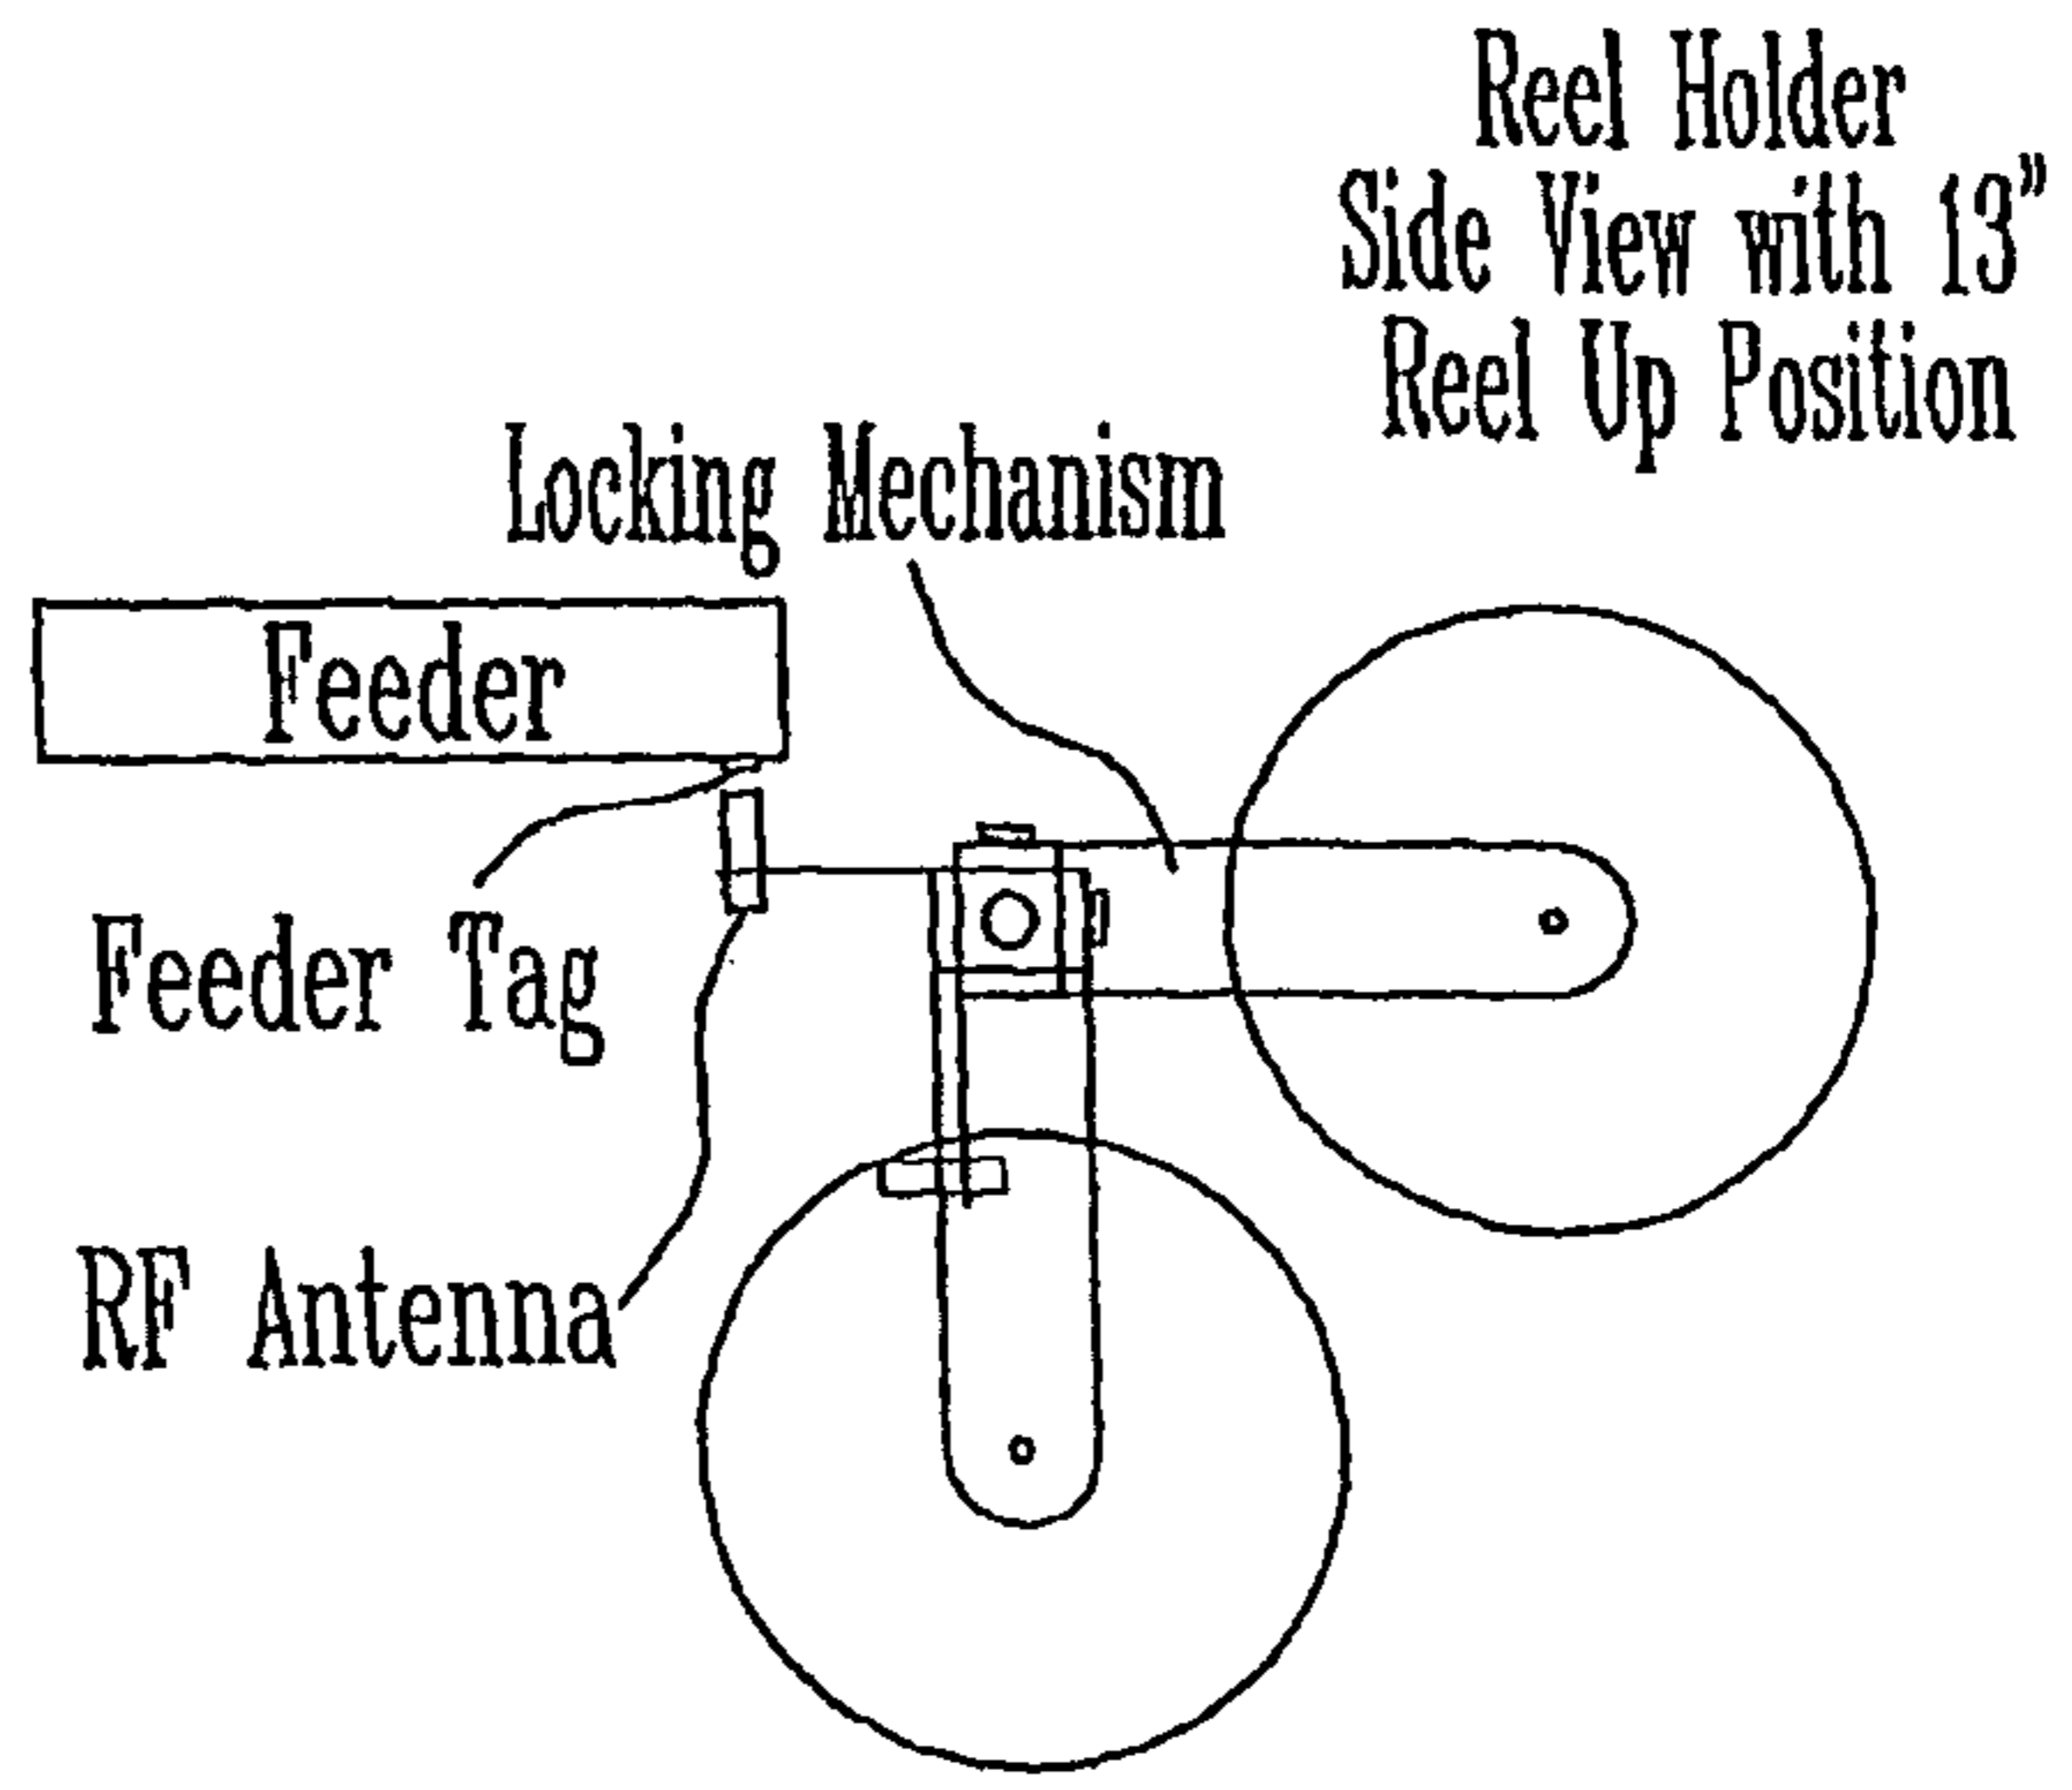 Reel Holder
Side View with 13”
Reel Up Position
Locking Mechanism
Feeder
Feeder Tag
RF Antenna